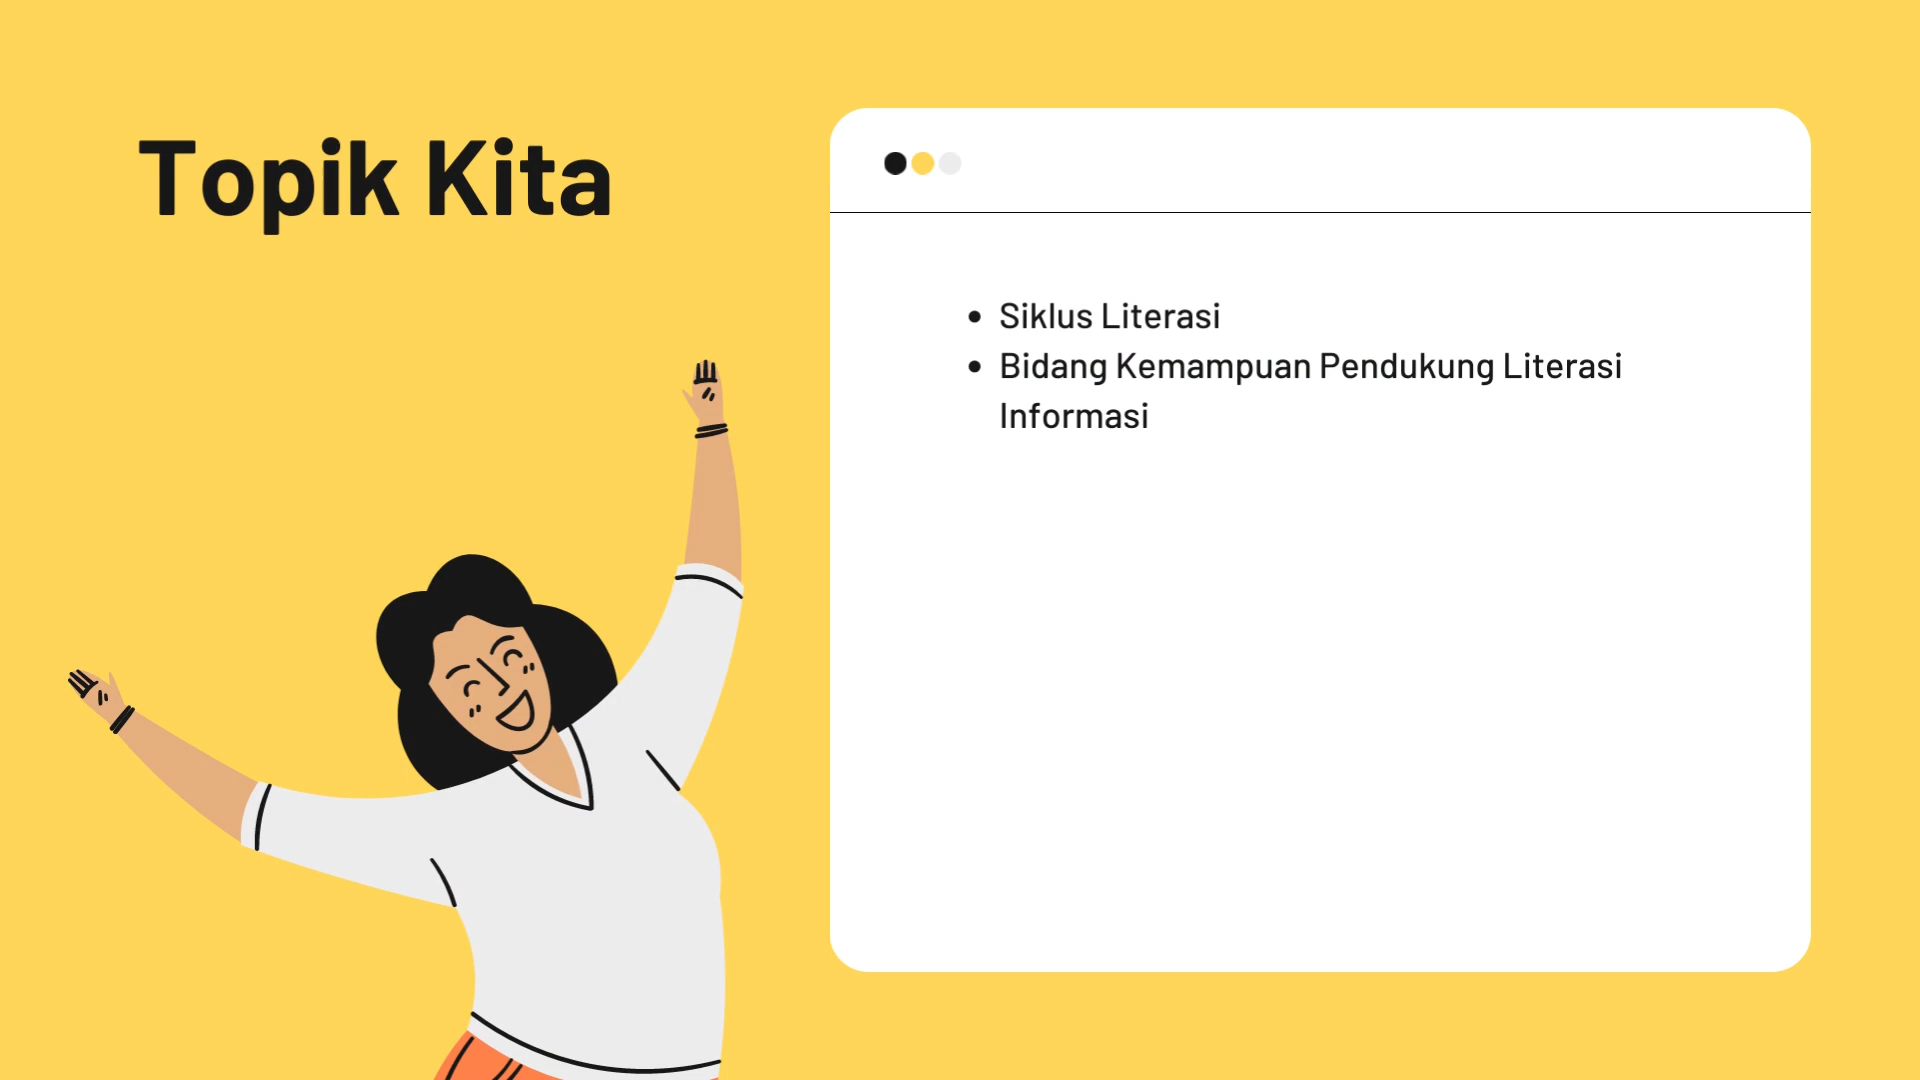 Topik Kita
• Siklus Literasi
• Bidang Kemampuan Pendukung Literasi
Informasi